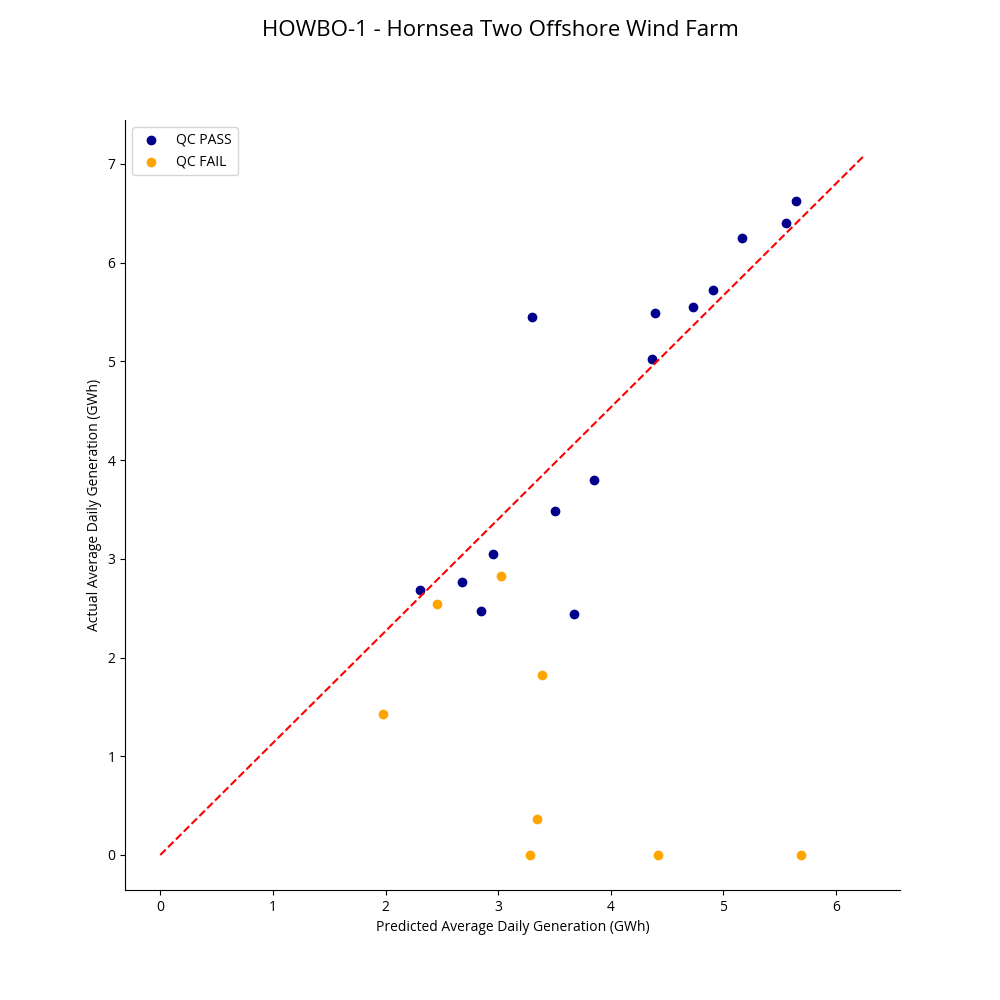 HOWBO-1 - Hornsea Two Offshore Wind Farm
QC PASS
QC FAIL
7
6
5
4
3
2
1
0
Actual Average Daily Generation (GWh)
0 1 2 3 4 5 6
Predicted Average Daily Generation (GWh)